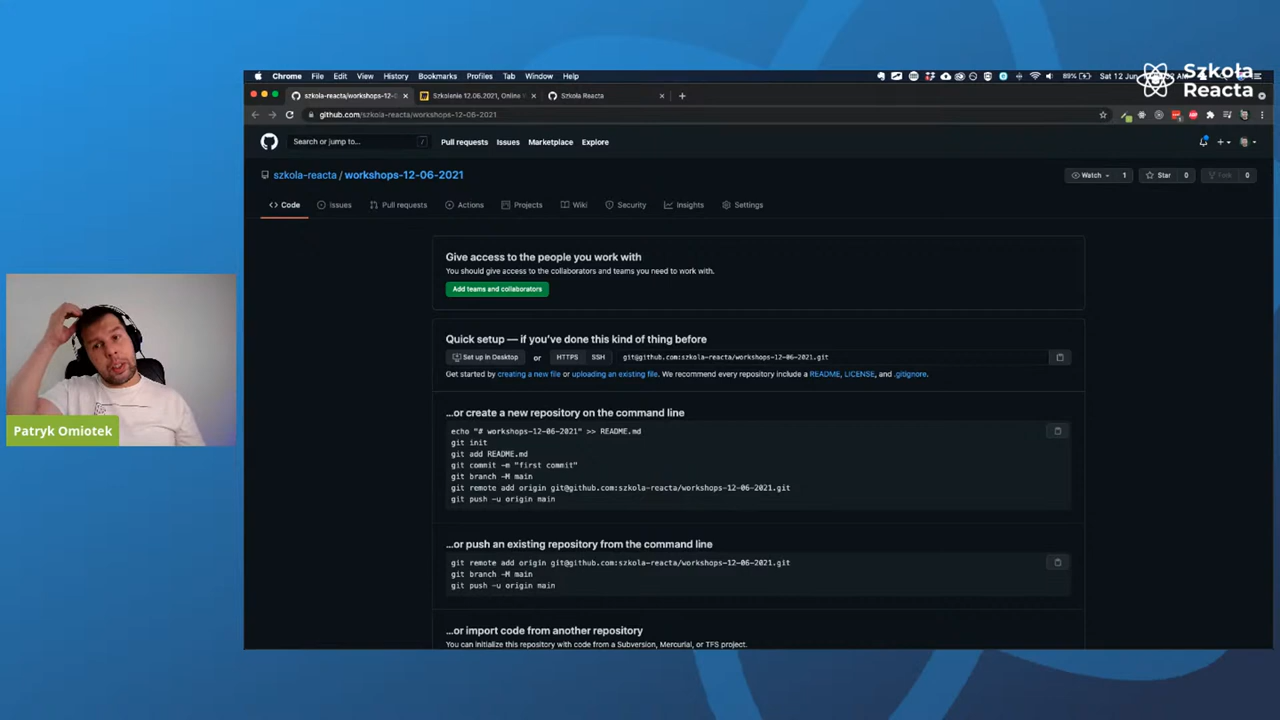 Chrome File Edit View History Bookmarks Profiles Tab Window Help
89% Sat 12 Jun
Szkoła
Reacta
szkola-reacta/workshops-12-0
Szkolenie 12.06.2021, Online
Szkoła Reacta
github.com/szkola-reacta/workshops-12-06-2021
Search or jump to... /
Pull requests Issues Marketplace Explore
szkola-reacta / workshops-12-06-2021
Watch 1 Star 0 Fork 0
<> Code Issues Pull requests Actions Projects Wiki Security Insights Settings
Give access to the people you work with
You should give access to the collaborators and teams you need to work with.
Add teams and collaborators
Quick setup — if you've done this kind of thing before
Set up in Desktop or HTTPS SSH git@github.com:szkola-reacta/workshops-12-06-2021.git
Get started by creating a new file or uploading an existing file. We recommend every repository include a README, LICENSE, and .gitignore.
...or create a new repository on the command line
echo "# workshops-12-06-2021" >> README.md
git init
git add README.md
git commit -m "first commit"
git branch -M main
git remote add origin git@github.com:szkola-reacta/workshops-12-06-2021.git
git push -u origin main
...or push an existing repository from the command line
git remote add origin git@github.com:szkola-reacta/workshops-12-06-2021.git
git branch -M main
git push -u origin main
...or import code from another repository
You can initialize this repository with code from a Subversion, Mercurial, or TFS project.
Patryk Omiotek